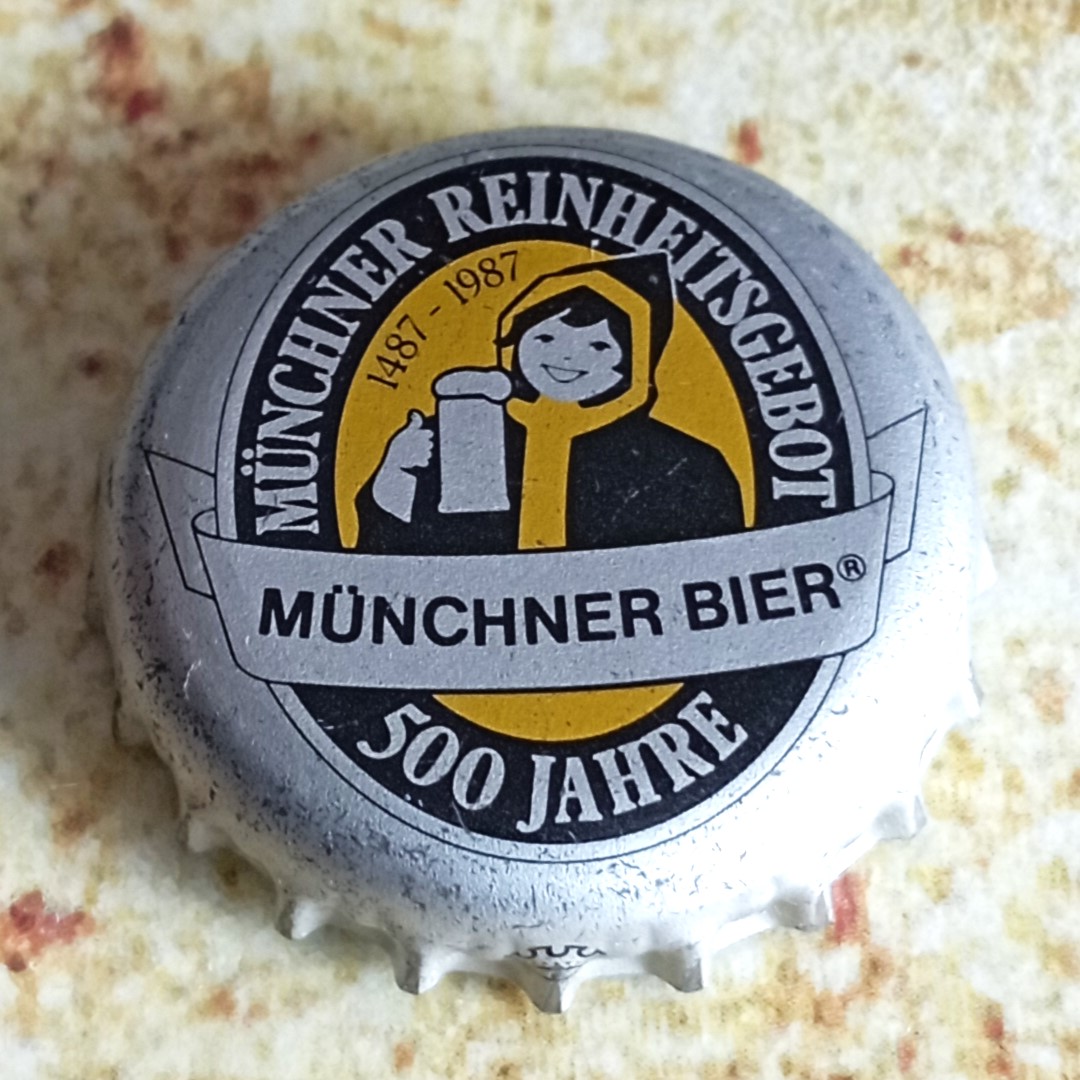 MÜNCHNER REINHEITSGEBOT
1487 - 1987
MÜNCHNER BIER®
500 JAHRE